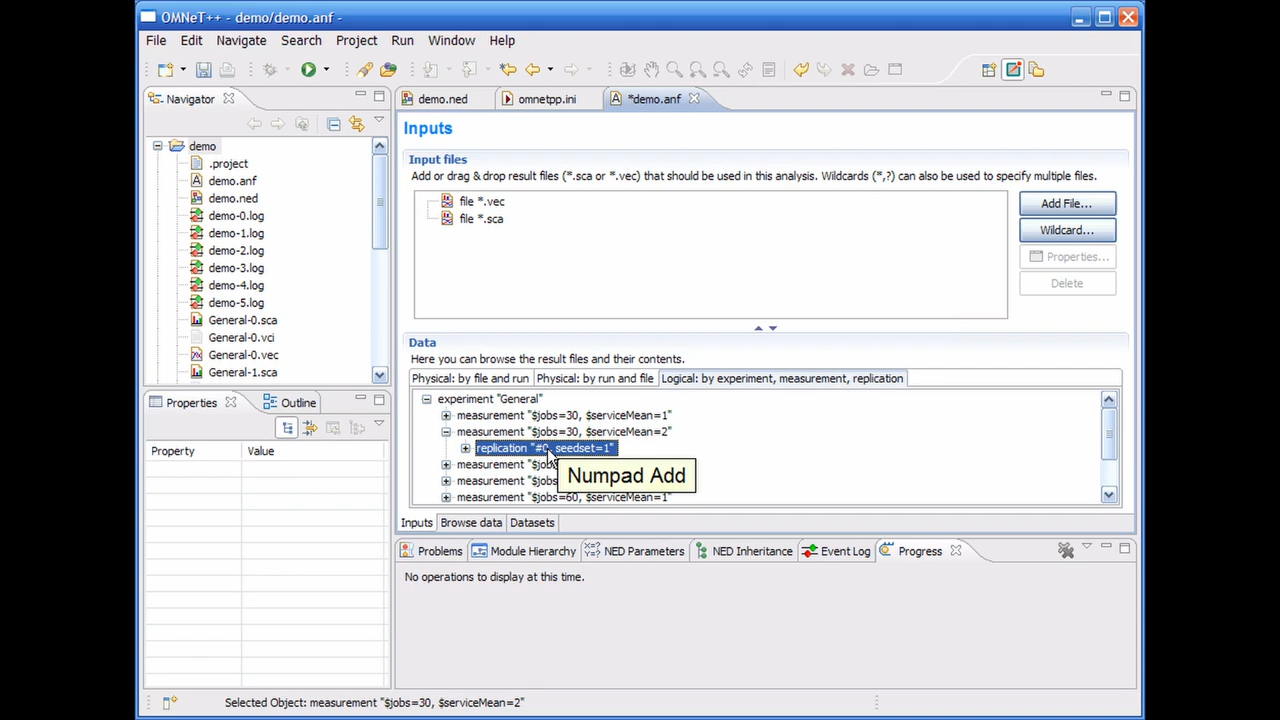 OMNeT++ - demo/demo.anf -
File Edit Navigate Search Project Run Window Help
Navigator
demo
.project
demo.anf
demo.ned
demo-0.log
demo-1.log
demo-2.log
demo-3.log
demo-4.log
demo-5.log
General-0.sca
General-0.vci
General-0.vec
General-1.sca
Properties Outline
Property Value
demo.ned omnetpp.ini *demo.anf
Inputs
Input files
Add or drag & drop result files (*.sca or *.vec) that should be used in this analysis. Wildcards (*,?) can also be used to specify multiple files.
file *.vec
file *.sca
Add File...
Wildcard...
Properties...
Delete
Data
Here you can browse the result files and their contents.
Physical: by file and run Physical: by run and file Logical: by experiment, measurement, replication
experiment "General"
measurement "$jobs=30, $serviceMean=1"
measurement "$jobs=30, $serviceMean=2"
replication "#0, seedset=1"
measurement "$job
measurement "$jobs
measurement "$jobs=60, $serviceMean=1"
Numpad Add
Inputs Browse data Datasets
Problems Module Hierarchy NED Parameters NED Inheritance Event Log Progress
No operations to display at this time.
Selected Object: measurement "$jobs=30, $serviceMean=2"